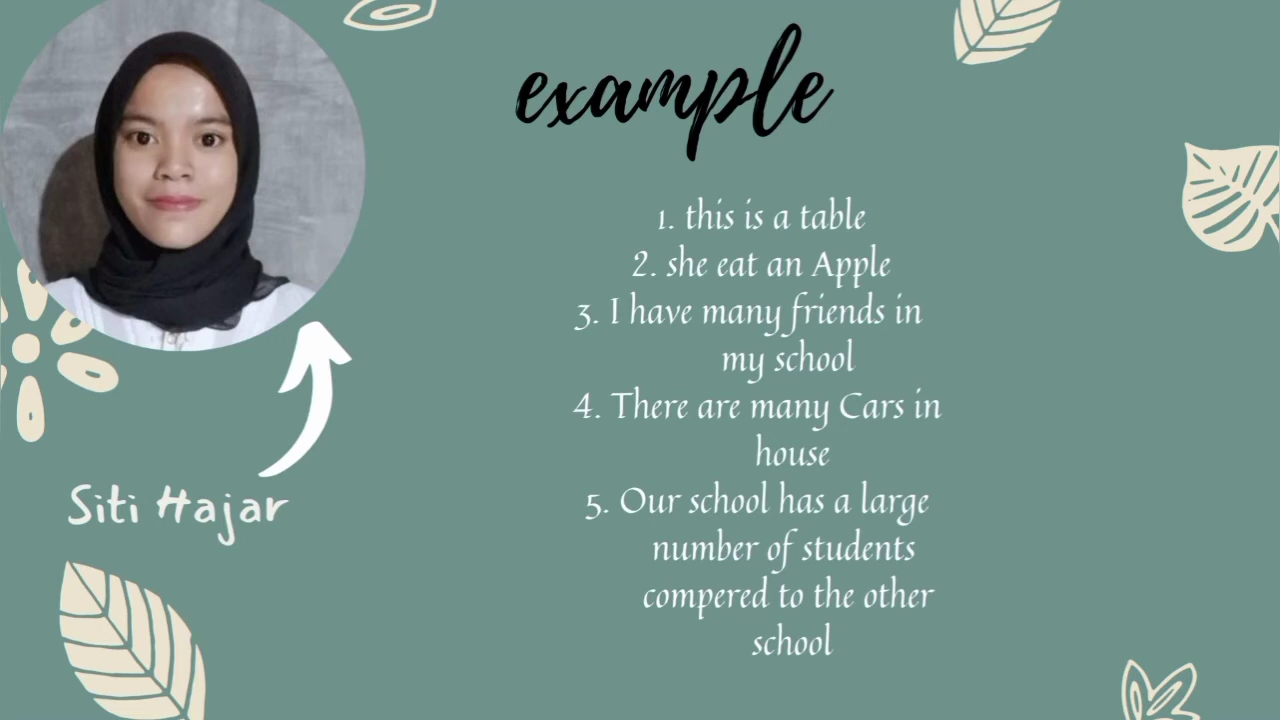 example
1. this is a table
2. she eat an Apple
3. I have many friends in
my school
4. There are many Cars in
house
5. Our school has a large
number of students
compered to the other
school
Siti Hajar